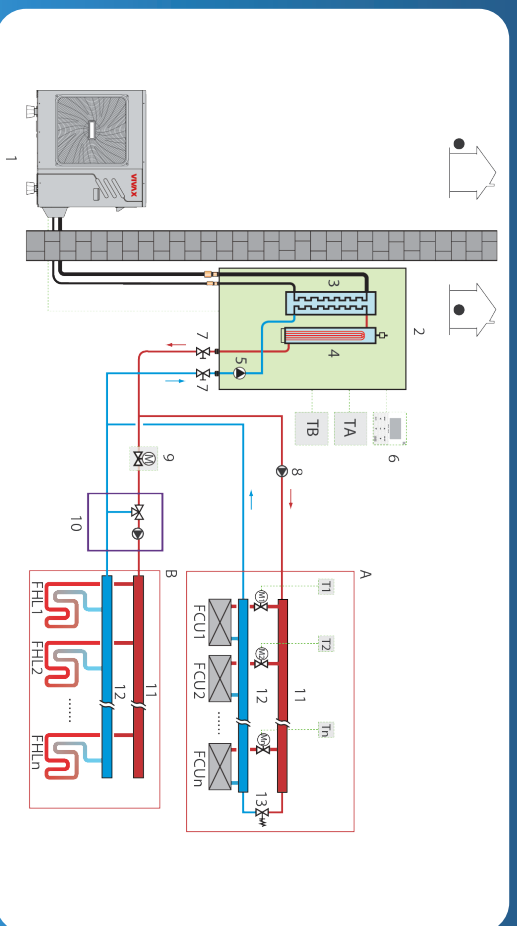 VIVAX
1
2
3
4
5
6
7
7
TB
TA
8
9
10
A
T1
T2
Tn
M
M1
M2
Mn
11
12
13
FCU1
FCU2
......
FCUn
B
11
12
FHL1
FHL2
......
FHLn